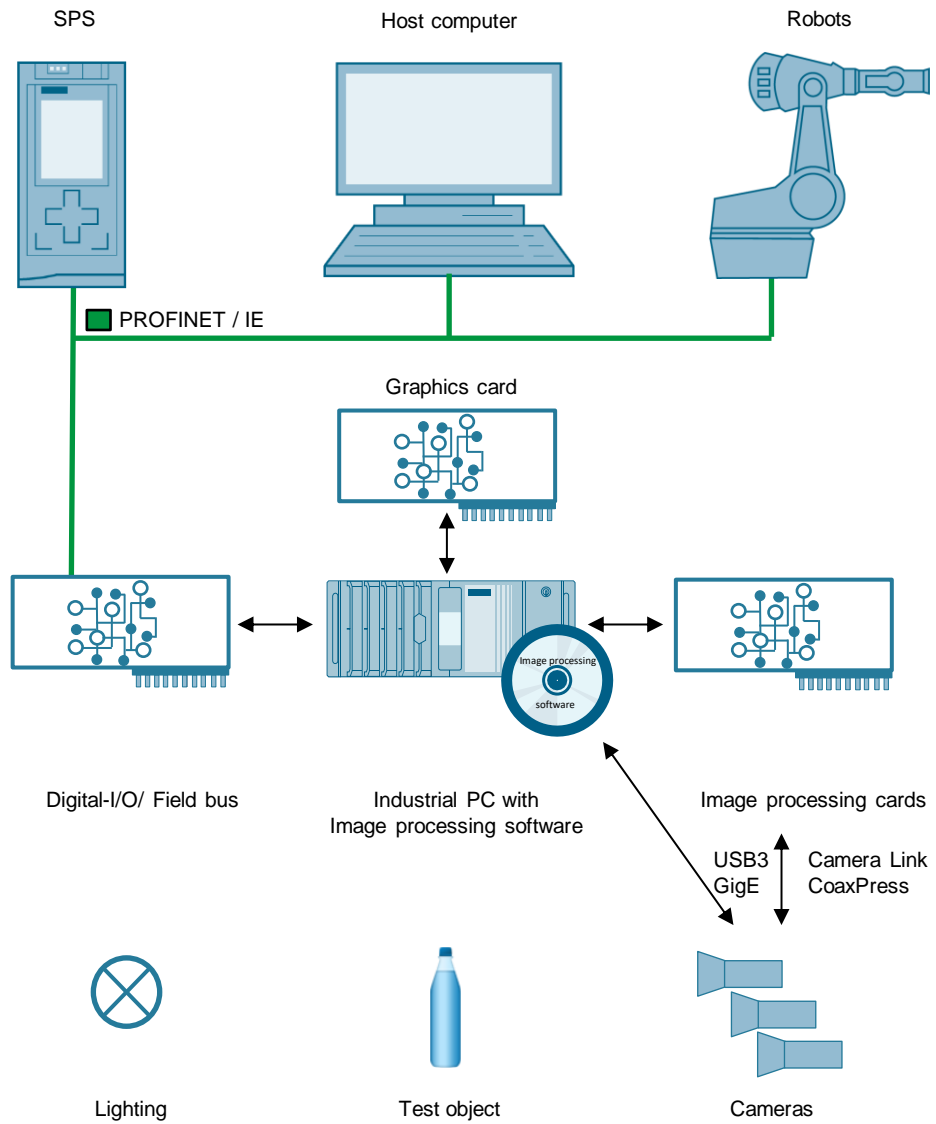 SPS
Host computer
Robots
PROFINET / IE
Graphics card
Image processing
software
Digital-I/O/ Field bus
Industrial PC with
Image processing software
Image processing cards
USB3
GigE
Camera Link
CoaxPress
Lighting
Test object
Cameras